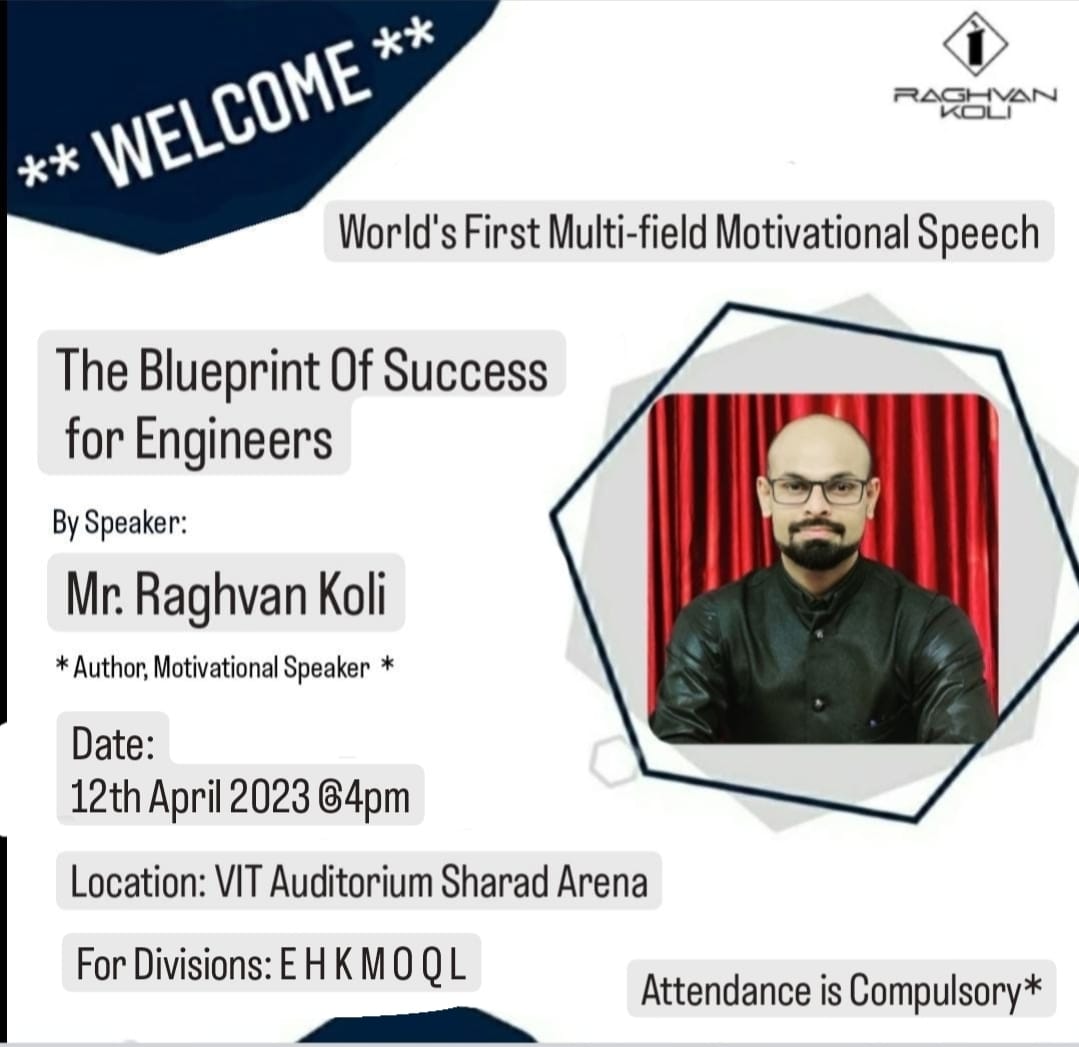 ** WELCOME **
RAGHVAN
KOLI
World's First Multi-field Motivational Speech
The Blueprint Of Success
for Engineers
By Speaker:
Mr. Raghvan Koli
* Author, Motivational Speaker *
Date:
12th April 2023 @4pm
Location: VIT Auditorium Sharad Arena
For Divisions: E H K M O Q L
Attendance is Compulsory*